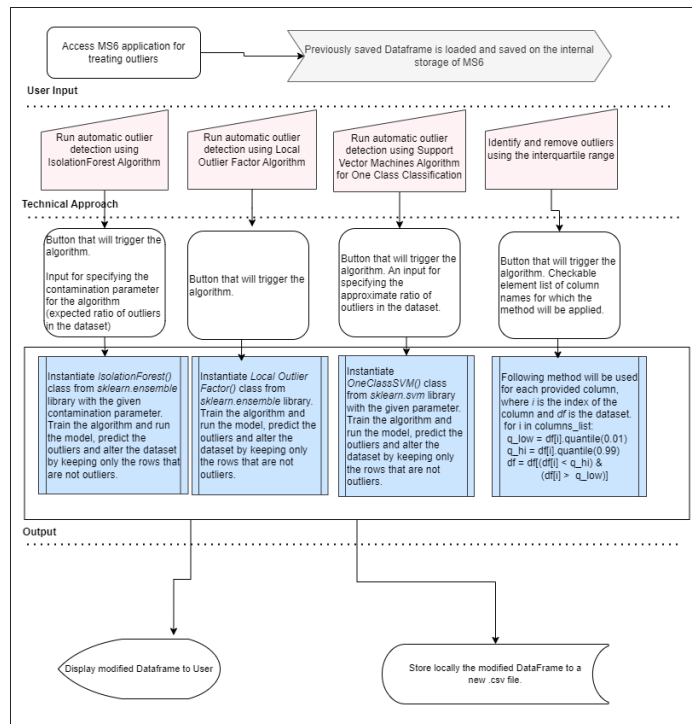 Access MS6 application for
treating outliers
Previously saved Dataframe is loaded and saved on the internal
storage of MS6
User Input
Run automatic outlier
detection using
IsolationForest Algorithm
Run automatic outlier
detection using Local
Outlier Factor Algorithm
Run automatic outlier
detection using Support
Vector Machines Algorithm
for One Class Classification
Identify and remove outliers
using the interquartile range
Technical Approach
Button that will trigger the
algorithm.
Input for specifying the
contamination parameter
for the algorithm
(expected ratio of outliers
in the dataset)
Button that will trigger the
algorithm.
Button that will trigger the
algorithm. An input for
specifying the
approximate ratio of
outliers in the dataset.
Button that will trigger the
algorithm. Checkable
element list of column
names for which the
method will be applied.
Instantiate IsolationForest()
class from sklearn.ensemble
library with the given
contamination parameter.
Train the algorithm and
run the model, predict the
outliers and alter the
dataset by keeping only
the rows that are
not outliers.
Instantiate Local Outlier
Factor() class from
sklearn.ensemble library.
Train the algorithm and
run the model, predict the
outliers and alter the
dataset by keeping only
the rows that are not
outliers.
Instantiate
OneClassSVM() class
from sklearn.svm library
with the given parameter.
Train the algorithm and
run the model, predict the
outliers and alter the
dataset by keeping only
the rows that are not
outliers.
Following method will be used
for each provided column,
where i is the index of the
column and df is the dataset.
for i in columns_list:
q_low = df[i].quantile(0.01)
q_hi = df[i].quantile(0.99)
df = df[(df[i] < q_hi) &
(df[i] > q_low)]
Output
Display modified Dataframe to User
Store locally the modified DataFrame to a
new .csv file.